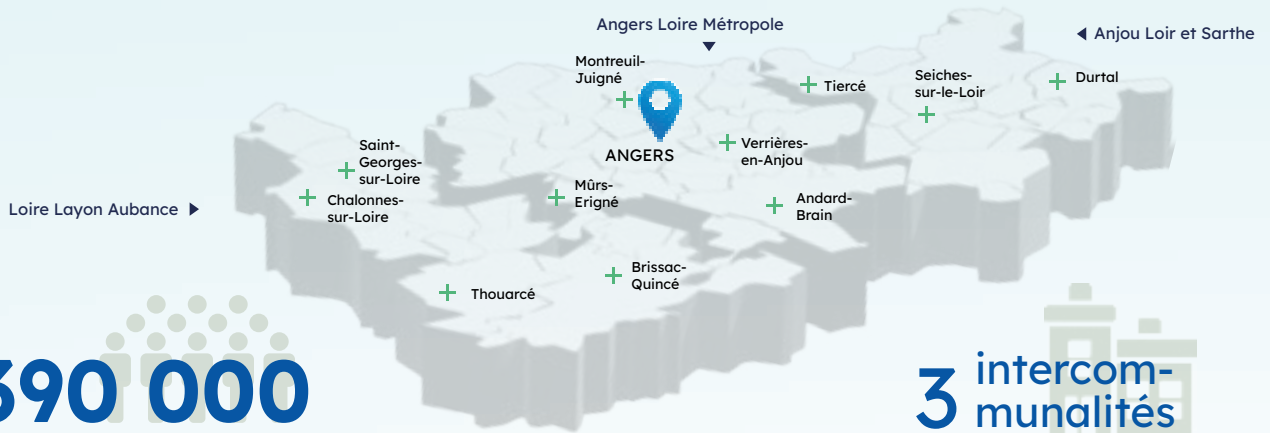 Angers Loire Métropole
Anjou Loir et Sarthe
Montreuil-
Juigné
Tiercé
Seiches-
sur-le-Loir
Durtal
ANGERS
Verrières-
en-Anjou
Saint-
Georges-
sur-Loire
Chalonnes-
sur-Loire
Loire Layon Aubance
Mûrs-
Erigné
Andard-
Brain
Brissac-
Quincé
Thouarcé
390 000
3 intercom-
munalités